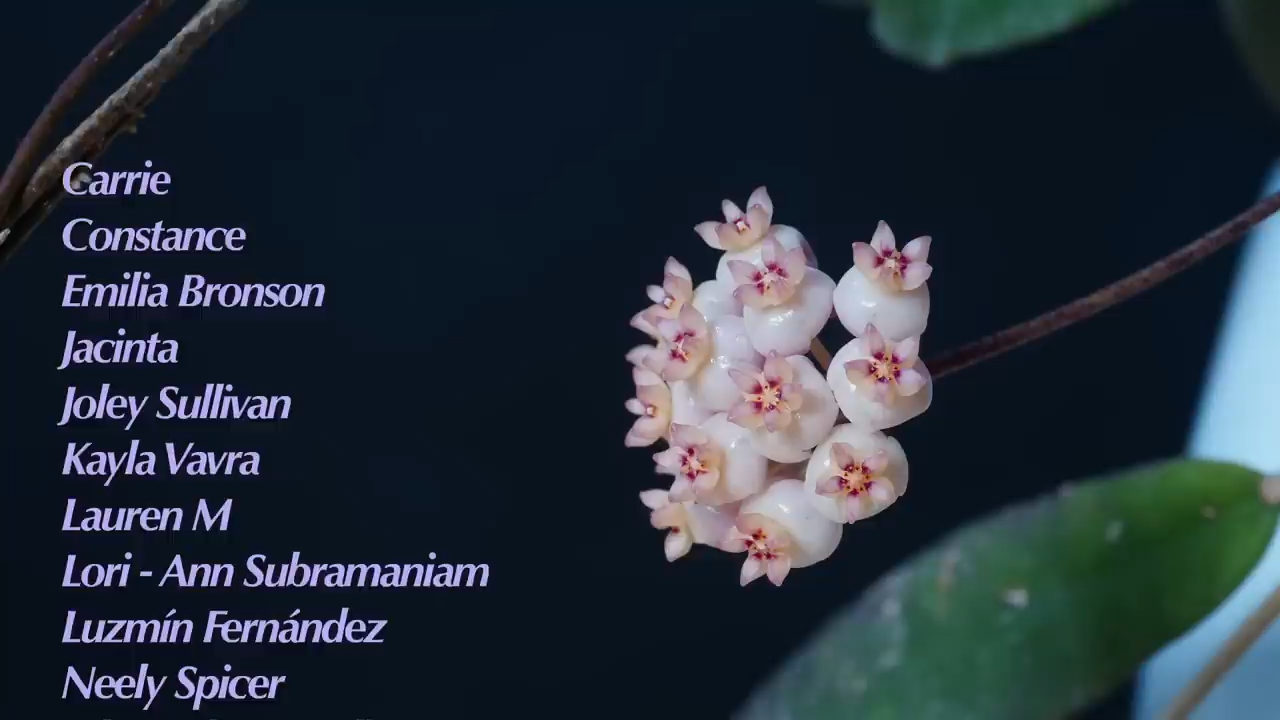 Carrie
Constance
Emilia Bronson
Jacinta
Joley Sullivan
Kayla Vavra
Lauren M
Lori - Ann Subramaniam
Luzmín Fernández
Neely Spicer